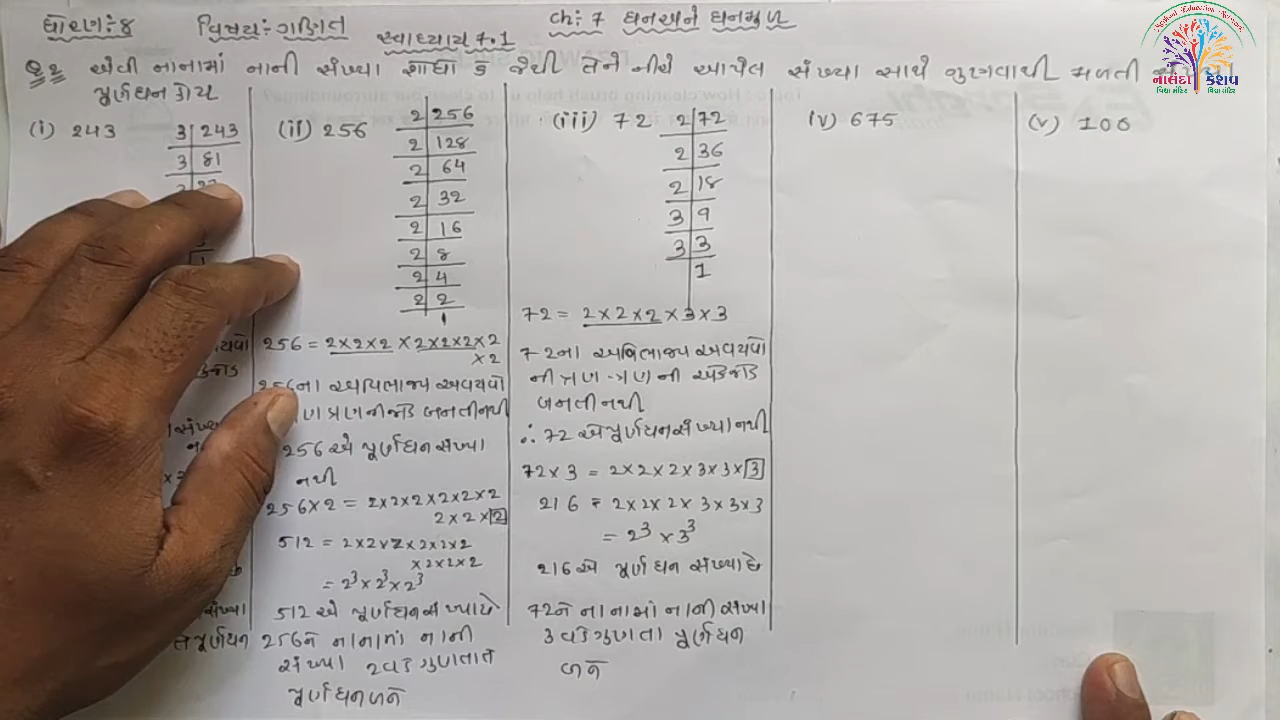 ધોરણ:૪ વિષય:ગણિત ch: 7 ઘન અને ઘનમૂળ
સ્વાધ્યાય 7.1
એવી નાનામાં નાની સંખ્યા શોધો કે જેથી તેને નીચે આપેલ સંખ્યા સાથે ગુણવાથી મળતી
પૂર્ણઘન હોય
(i) 243
3 243
3 81
(ii) 256
2 256
2 128
2 64
2 32
2 16
2 8
2 4
2 2
1
256 = 2×2×2 × 2×2×2×2
×2
256ના અવિભાજ્ય અવયવો
ત્રણની જોડ બનતી નથી
256 એ પૂર્ણઘન સંખ્યા
નથી
256×2 = 2×2×2×2×2×2
2×2×2
512 = 2×2×2×2×2×2
×2×2×2
= 2³×2³×2³
512 એ પૂર્ણઘન સંખ્યા છે
256ને નાનામાં નાની
સંખ્યા 2 વડે ગુણતા તે
પૂર્ણઘન બને
(iii) 72
2 72
2 36
2 18
3 9
3 3
1
72 = 2×2×2×3×3
72ના અવિભાજ્ય અવયવો
ની ત્રણ-ત્રણ ની એક જોડ
બનતી નથી
∴ 72 એ પૂર્ણઘન સંખ્યા નથી
72×3 = 2×2×2×3×3×3
216 = 2×2×2×3×3×3
= 2³×3³
216 એ પૂર્ણ ઘન સંખ્યા છે
72ને નાનામાં નાની સંખ્યા
3 વડે ગુણતા પૂર્ણઘન
બને
iv) 675
(v) 100